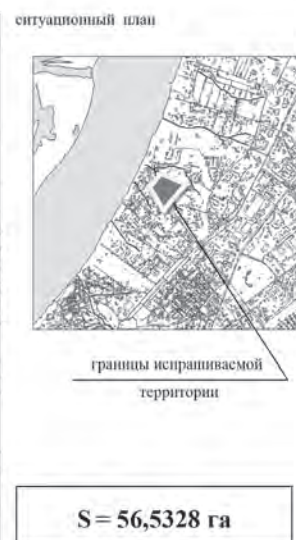 ситуационный план
границы испрашиваемой
территории
S = 56,5328 га